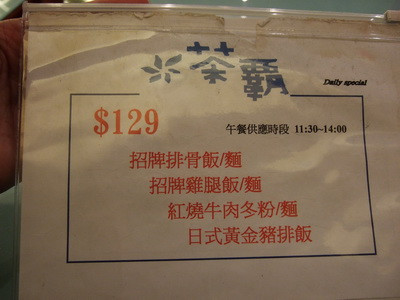 茶霸
Daily special
$129
午餐供應時段 11:30~14:00
招牌排骨飯/麵
招牌雞腿飯/麵
紅燒牛肉冬粉/麵
日式黃金豬排飯